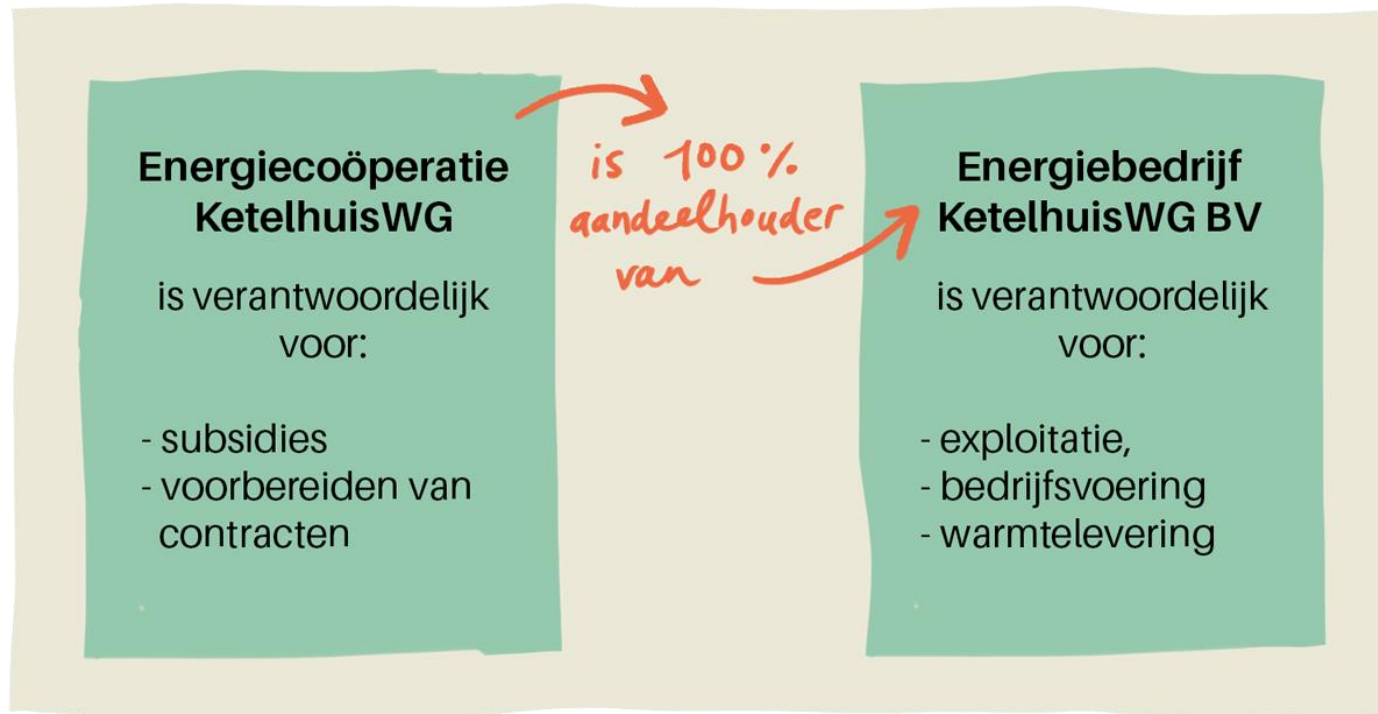 Energiecoöperatie
KetelhuisWG
is verantwoordelijk
voor:
- subsidies
- voorbereiden van
contracten
is 100%
aandeelhouder
van
Energiebedrijf
KetelhuisWG BV
is verantwoordelijk
voor:
- exploitatie,
- bedrijfsvoering
- warmtelevering